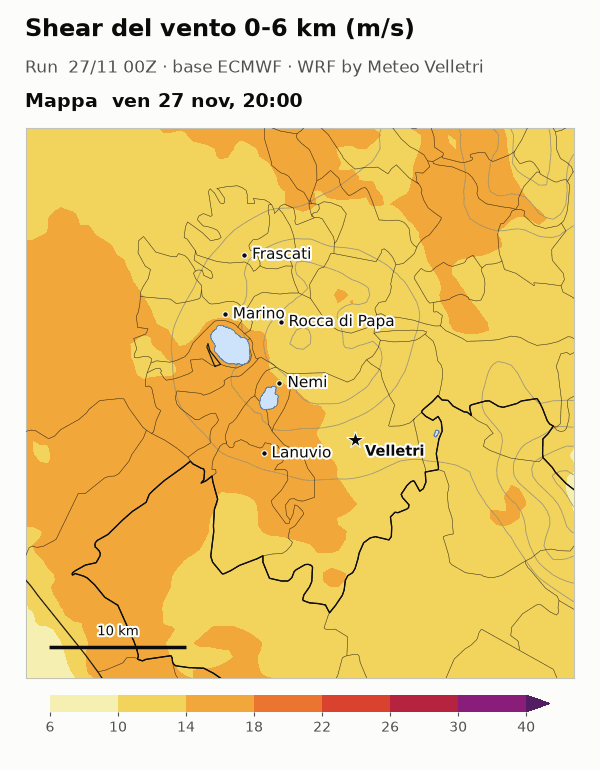 Shear del vento 0-6 km (m/s)
Run  27/11 00Z · base ECMWF · WRF by Meteo Velletri
Mappa  ven 27 nov, 20:00
Frascati
Marino
Rocca di Papa
Nemi
Velletri
Lanuvio
10 km
6 10 14 18 22 26 30 40